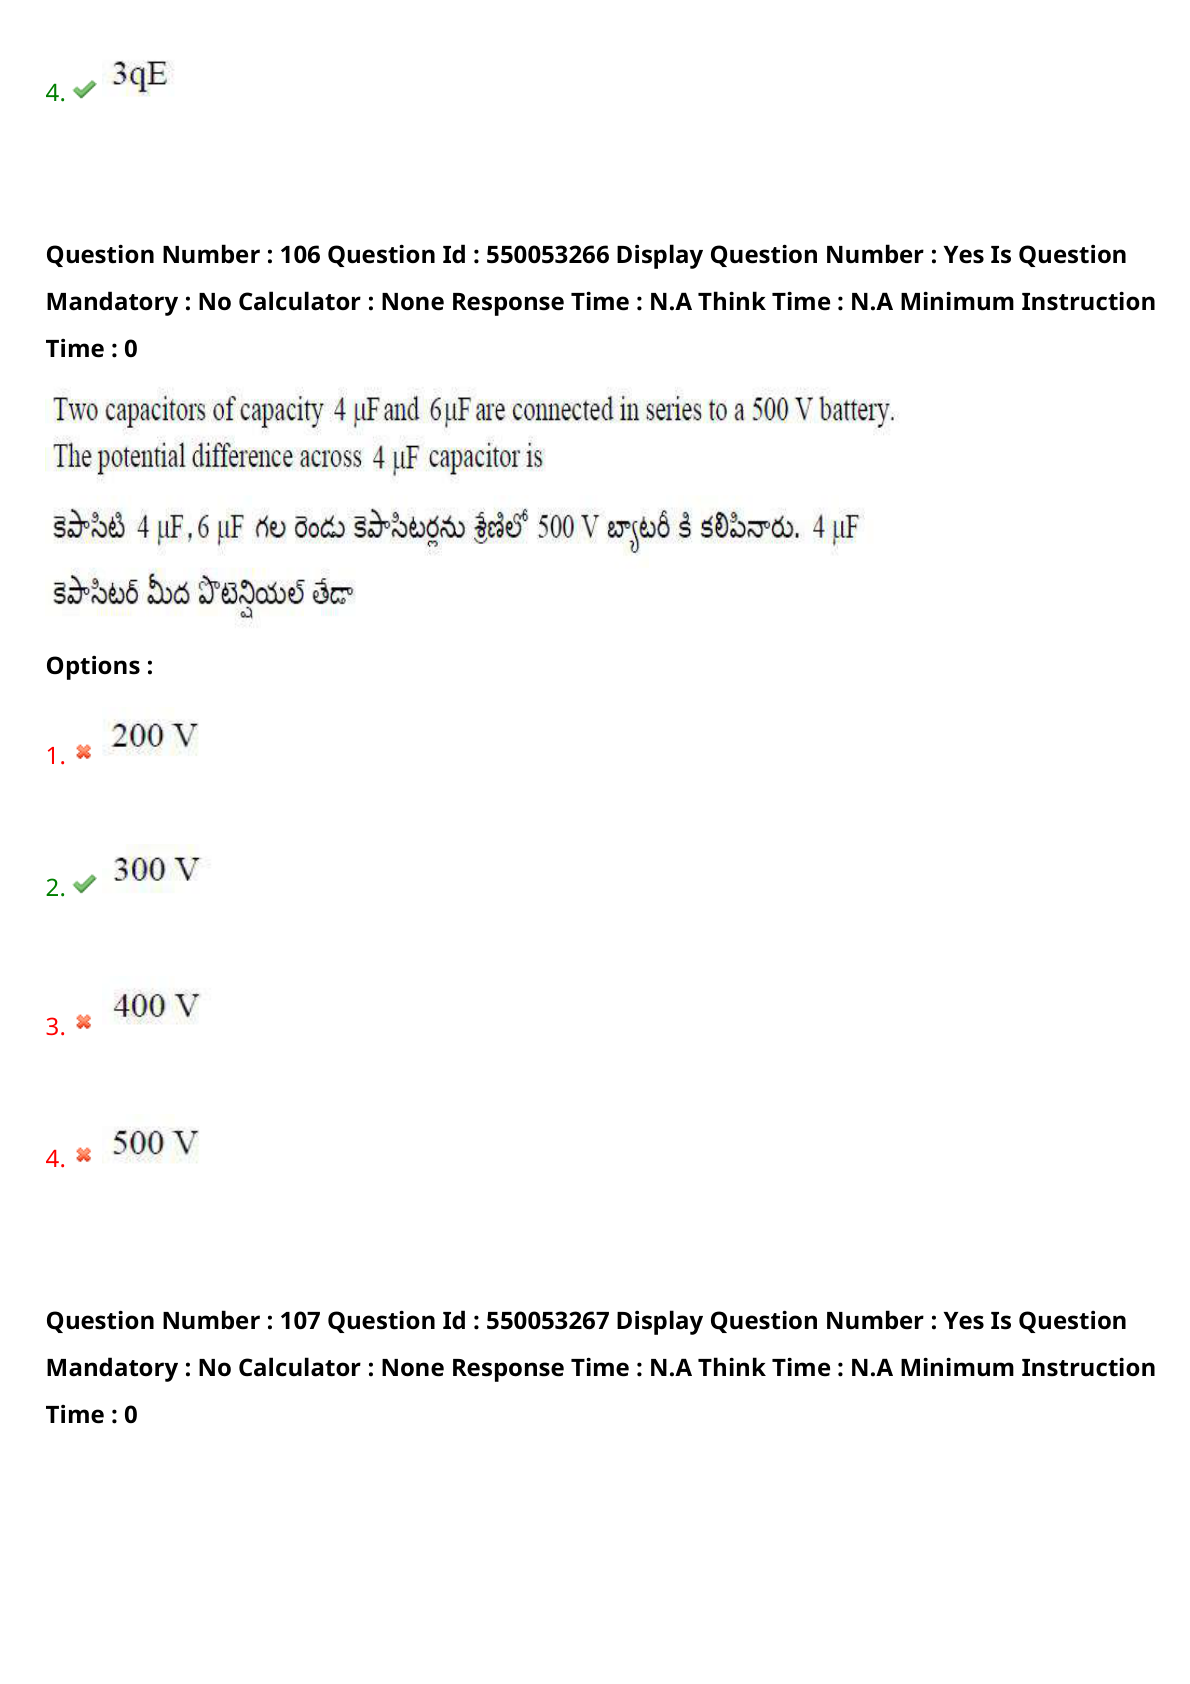 4. 3qE
Question Number : 106 Question Id : 550053266 Display Question Number : Yes Is Question
Mandatory : No Calculator : None Response Time : N.A Think Time : N.A Minimum Instruction
Time : 0
Two capacitors of capacity 4 μF and 6 μF are connected in series to a 500 V battery.
The potential difference across 4 μF capacitor is
కెపాసిటి 4 μF, 6 μF గల రెండు కెపాసిటర్లను శ్రేణిలో 500 V బ్యాటరీ కి కలిపినారు. 4 μF
కెపాసిటర్ మీద పొటెన్షియల్ తేడా
Options :
1. 200 V
2. 300 V
3. 400 V
4. 500 V
Question Number : 107 Question Id : 550053267 Display Question Number : Yes Is Question
Mandatory : No Calculator : None Response Time : N.A Think Time : N.A Minimum Instruction
Time : 0